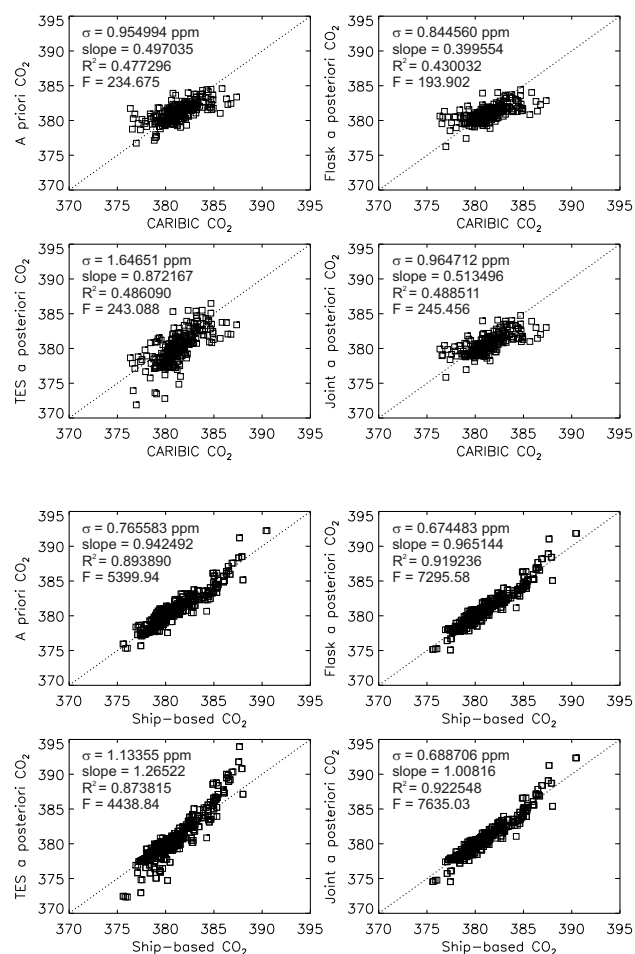 σ = 0.954994 ppm
slope = 0.497035
R² = 0.477296
F = 234.675
A priori CO₂
395
390
385
380
375
370
370 375 380 385 390 395
CARIBIC CO₂
σ = 0.844560 ppm
slope = 0.399554
R² = 0.430032
F = 193.902
Flask a posteriori CO₂
395
390
385
380
375
370
370 375 380 385 390 395
CARIBIC CO₂
σ = 1.64651 ppm
slope = 0.872167
R² = 0.486090
F = 243.088
TES a posteriori CO₂
395
390
385
380
375
370
370 375 380 385 390 395
CARIBIC CO₂
σ = 0.964712 ppm
slope = 0.513496
R² = 0.488511
F = 245.456
Joint a posteriori CO₂
395
390
385
380
375
370
370 375 380 385 390 395
CARIBIC CO₂
σ = 0.765583 ppm
slope = 0.942492
R² = 0.893890
F = 5399.94
A priori CO₂
395
390
385
380
375
370
370 375 380 385 390 395
Ship-based CO₂
σ = 0.674483 ppm
slope = 0.965144
R² = 0.919236
F = 7295.58
Flask a posteriori CO₂
395
390
385
380
375
370
370 375 380 385 390 395
Ship-based CO₂
σ = 1.13355 ppm
slope = 1.26522
R² = 0.873815
F = 4438.84
TES a posteriori CO₂
395
390
385
380
375
370
370 375 380 385 390 395
Ship-based CO₂
σ = 0.688706 ppm
slope = 1.00816
R² = 0.922548
F = 7635.03
Joint a posteriori CO₂
395
390
385
380
375
370
370 375 380 385 390 395
Ship-based CO₂